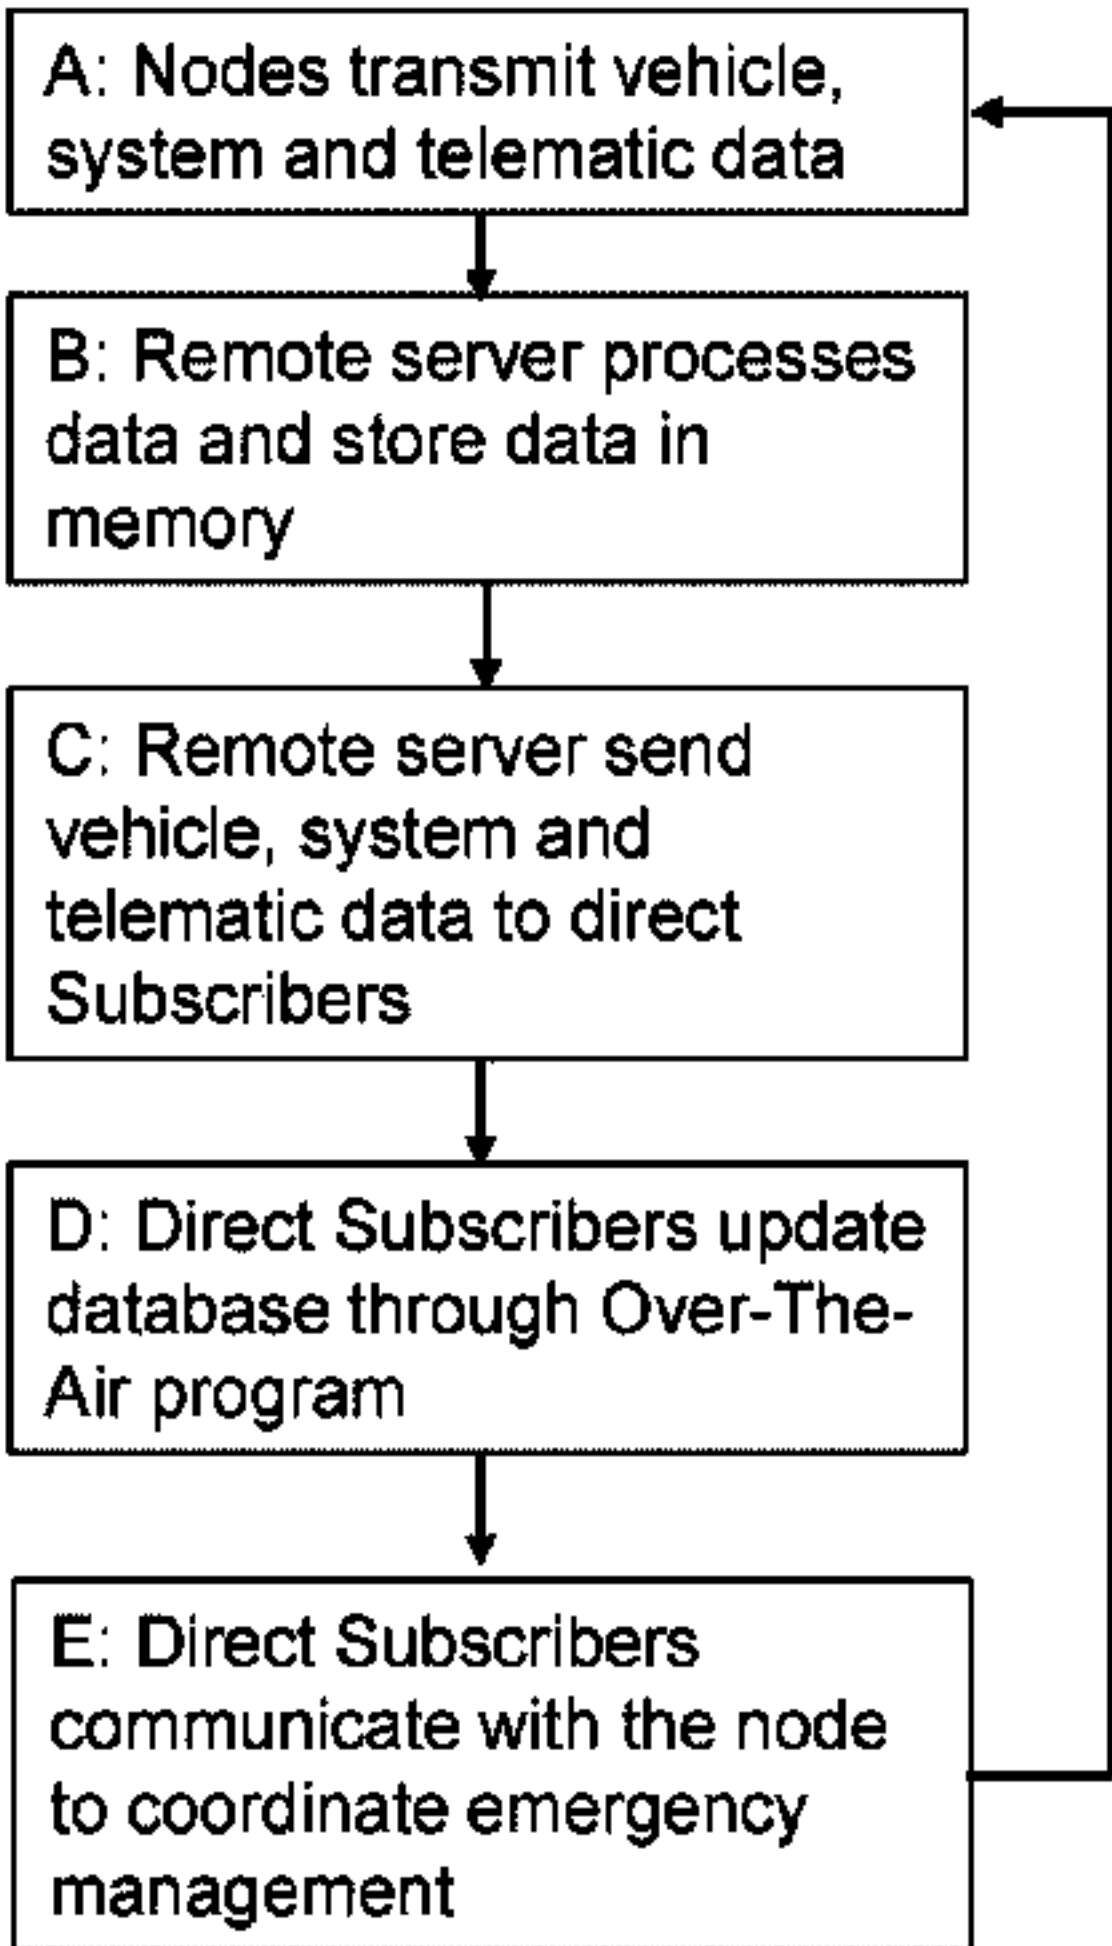 A: Nodes transmit vehicle,
system and telematic data
B: Remote server processes
data and store data in
memory
C: Remote server send
vehicle, system and
telematic data to direct
Subscribers
D: Direct Subscribers update
database through Over-The-
Air program
E: Direct Subscribers
communicate with the node
to coordinate emergency
management